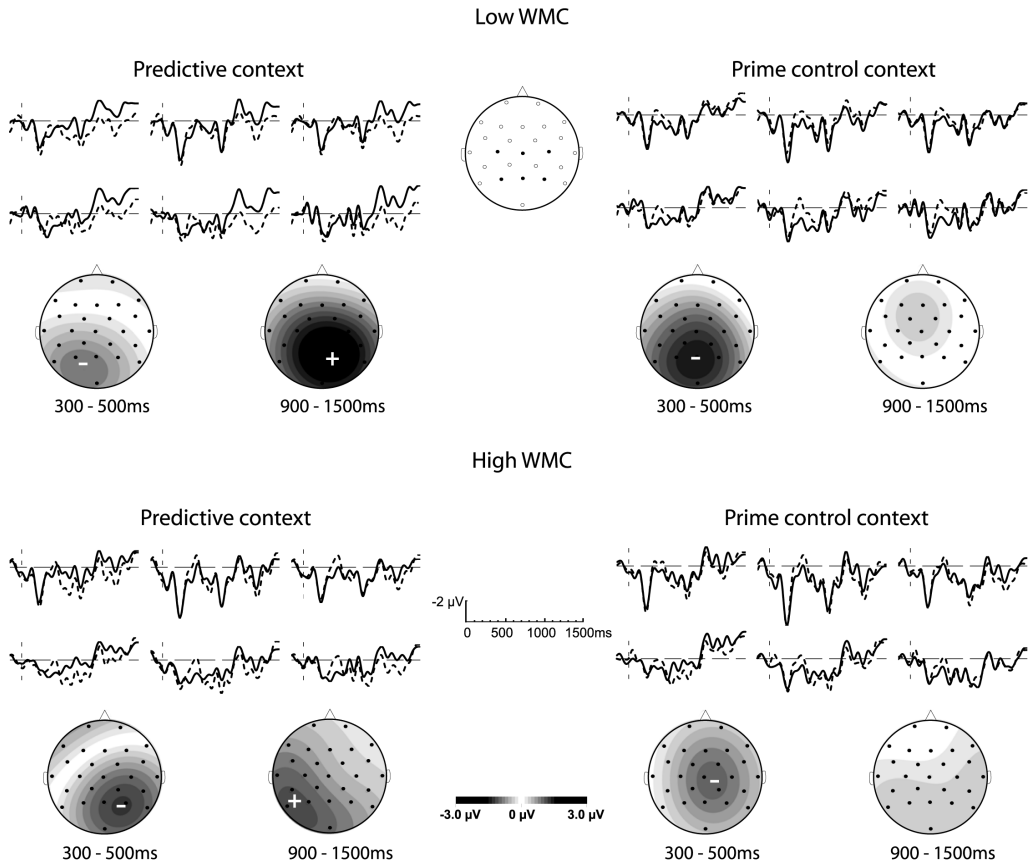 Low WMC
Predictive context
Prime control context
−
+
−
300 - 500ms
900 - 1500ms
300 - 500ms
900 - 1500ms
High WMC
Predictive context
Prime control context
-2 µV
0 500 1000 1500ms
−
+
−
-3.0 µV 0 µV 3.0 µV
300 - 500ms
900 - 1500ms
300 - 500ms
900 - 1500ms